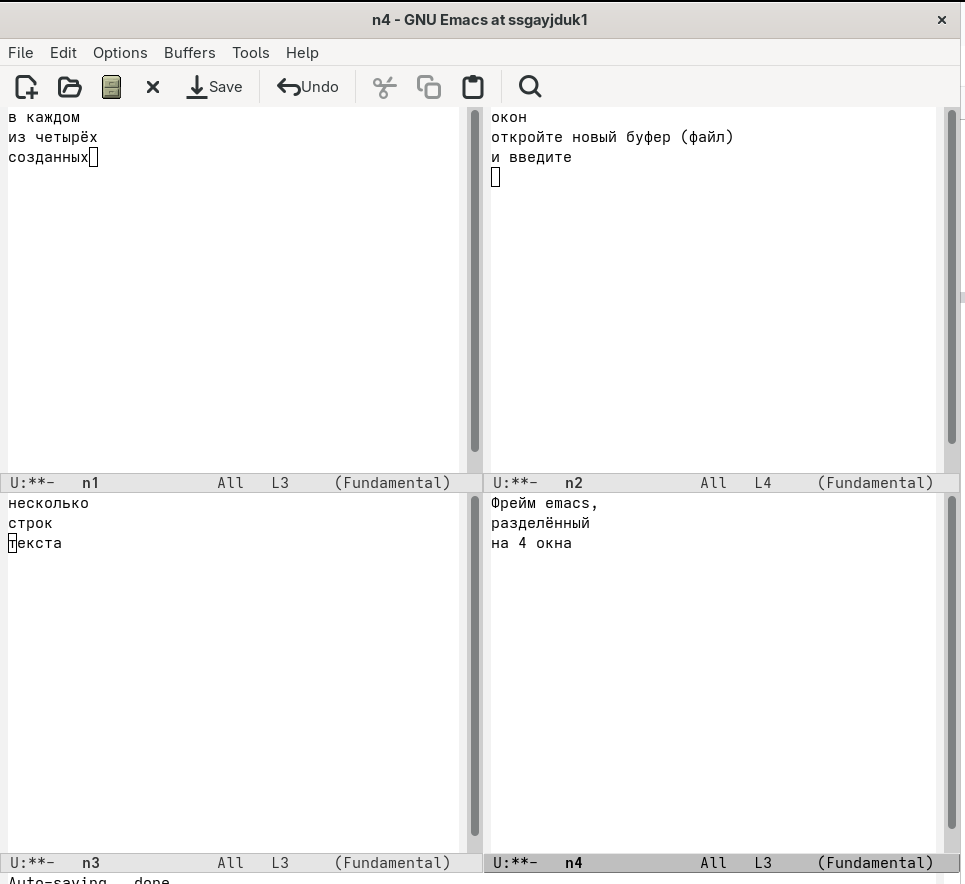 n4 - GNU Emacs at ssgayjduk1
File Edit Options Buffers Tools Help
Save Undo
в каждом
из четырёх
созданных
U:**- n1 All L3 (Fundamental)
окон
откройте новый буфер (файл)
и введите
U:**- n2 All L4 (Fundamental)
несколько
строк
текста
U:**- n3 All L3 (Fundamental)
Фрейм emacs,
разделённый
на 4 окна
U:**- n4 All L3 (Fundamental)
Auto-saving...done